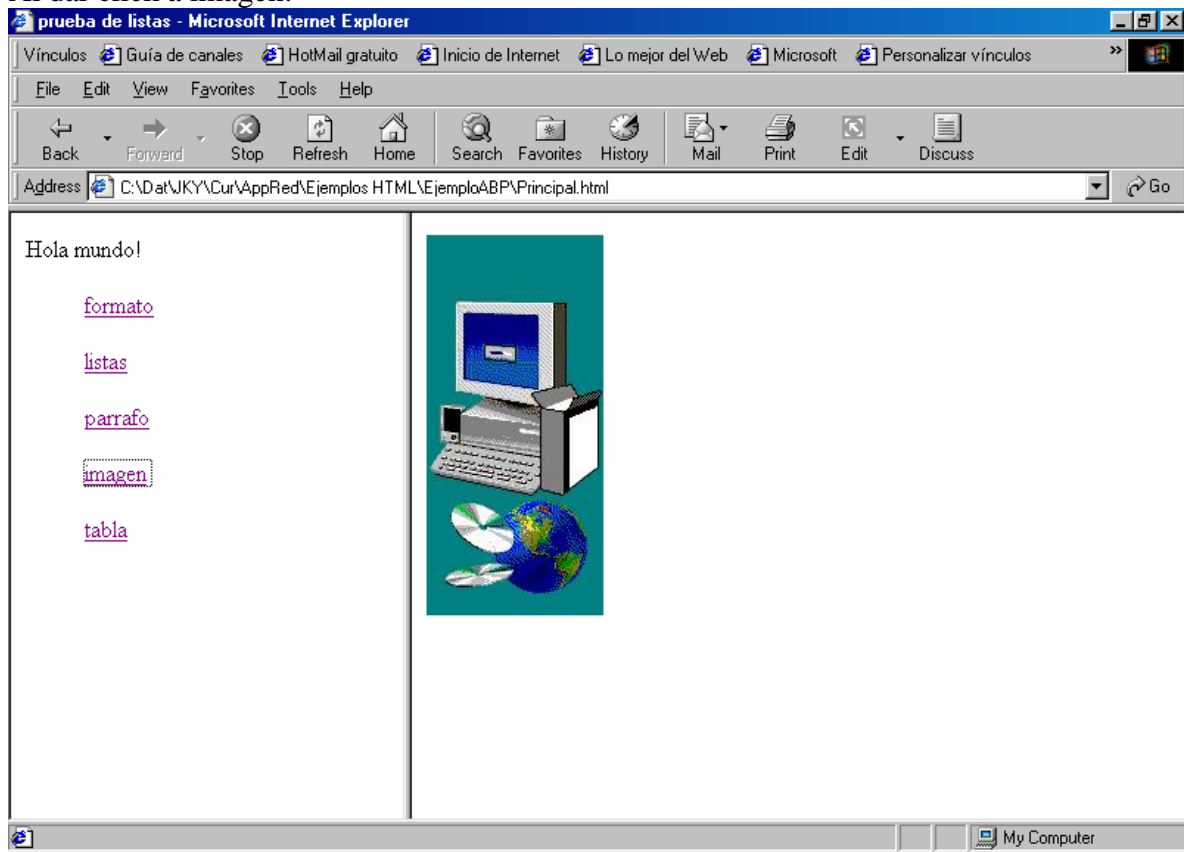 prueba de listas - Microsoft Internet Explorer
Vínculos Guía de canales HotMail gratuito Inicio de Internet Lo mejor del Web Microsoft Personalizar vínculos »
File Edit View Favorites Tools Help
Back Forward Stop Refresh Home Search Favorites History Mail Print Edit Discuss
Address C:\Dat\JKY\Cur\AppRed\Ejemplos HTML\EjemploABP\Principal.html Go
Hola mundo!
formato
listas
parrafo
imagen
tabla
My Computer